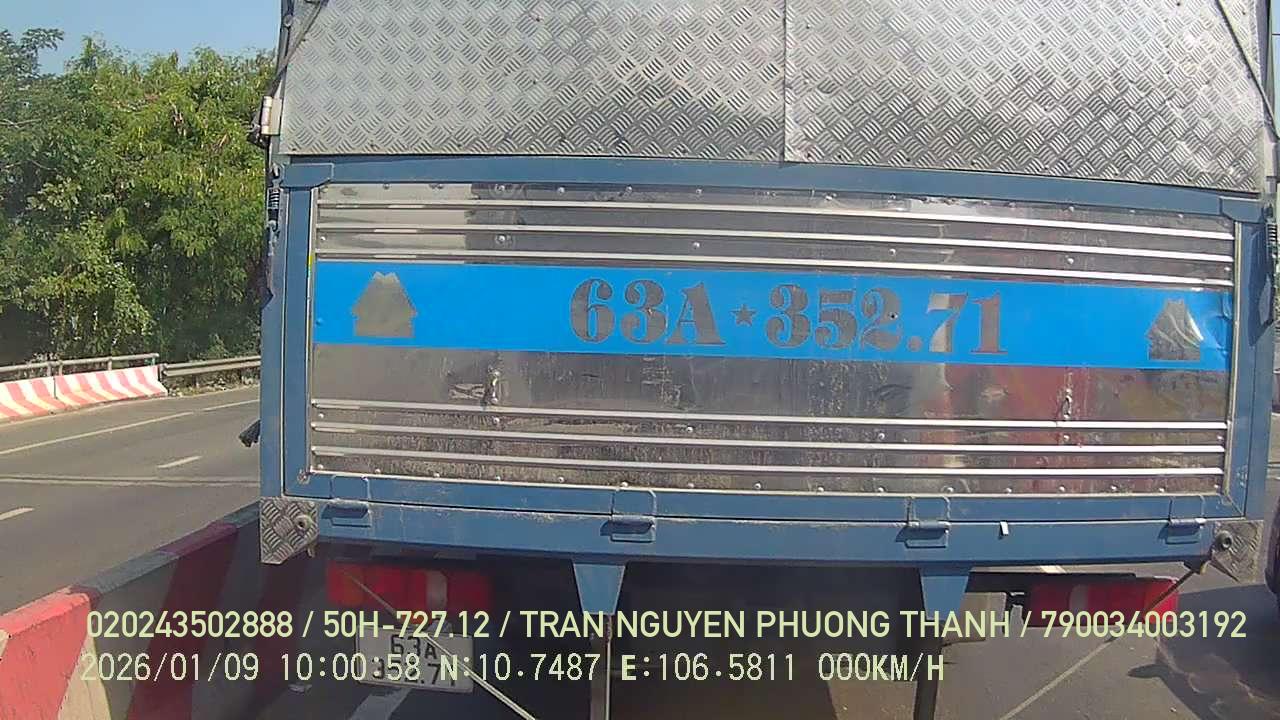 63A★352.71
020243502888 / 50H-727.12 / TRAN NGUYEN PHUONG THANH / 790034003192
63A
2026/01/09 10:00:58 N:10.7487 E:106.5811 000KM/H